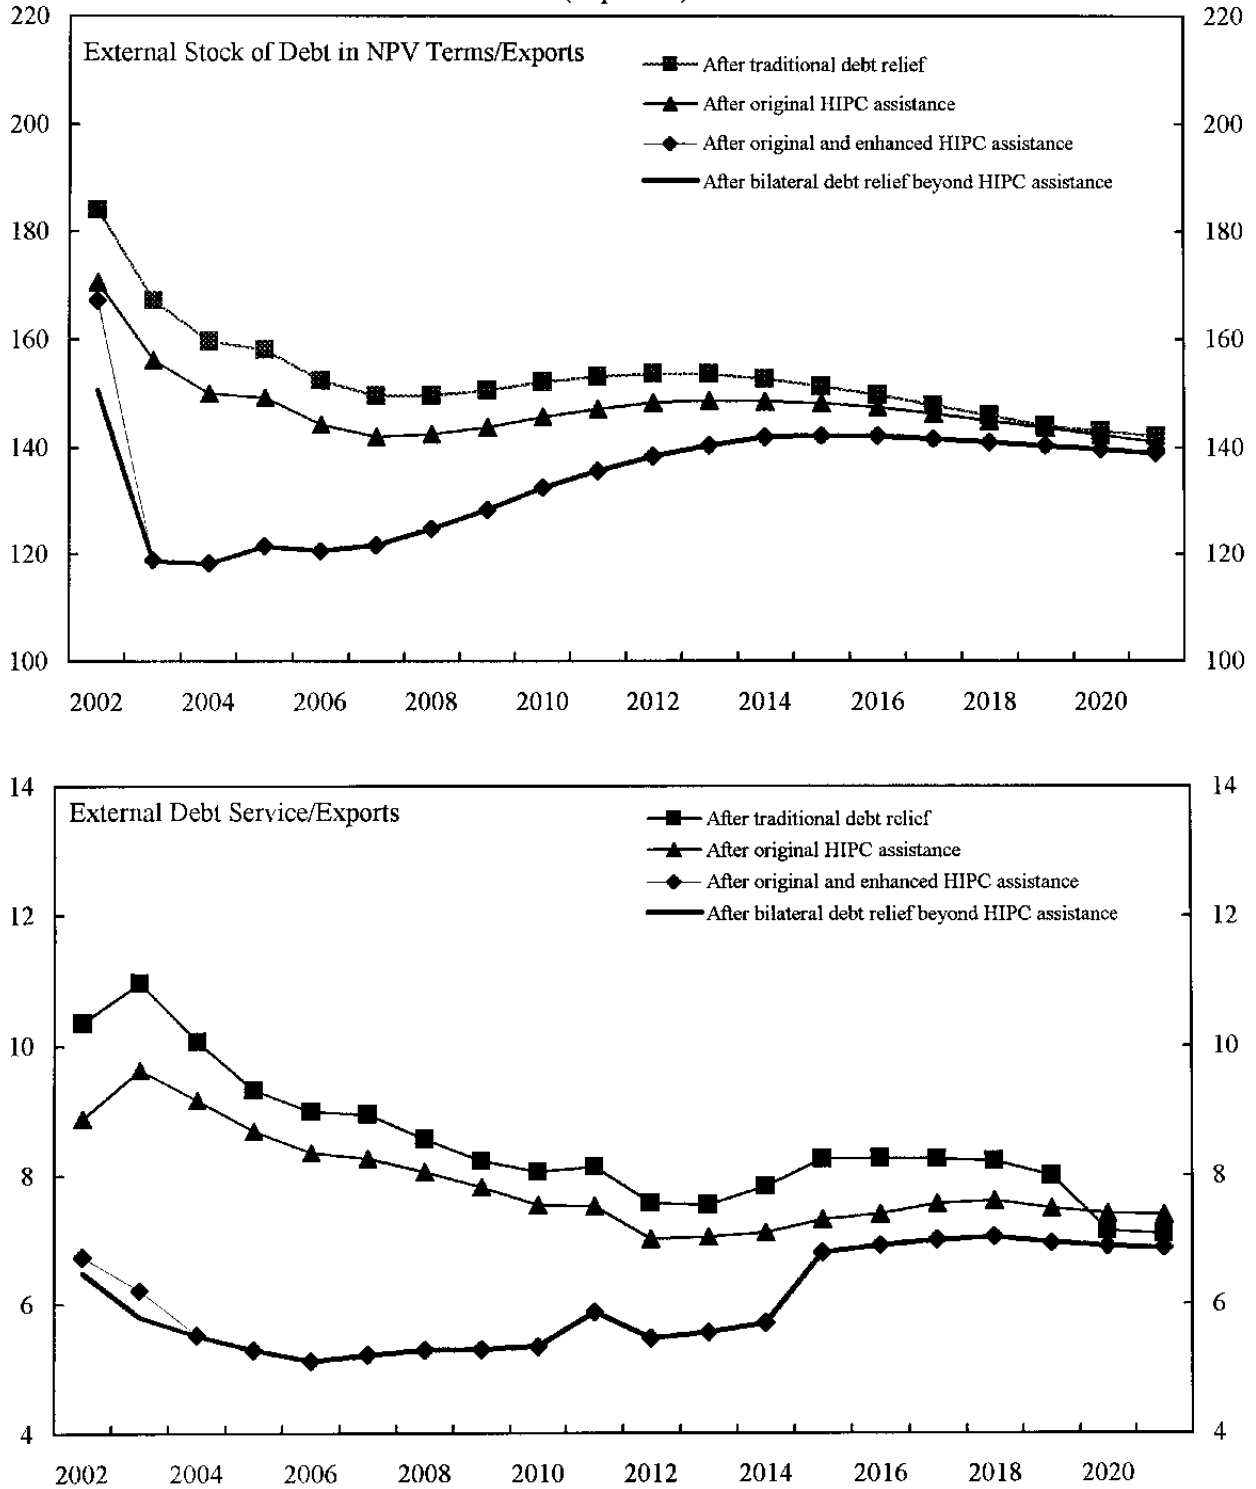 220 220
External Stock of Debt in NPV Terms/Exports
After traditional debt relief
After original HIPC assistance
200 200
After original and enhanced HIPC assistance
After bilateral debt relief beyond HIPC assistance
180 180
160 160
140 140
120 120
100 100
2002 2004 2006 2008 2010 2012 2014 2016 2018 2020
14 14
External Debt Service/Exports
After traditional debt relief
After original HIPC assistance
After original and enhanced HIPC assistance
12 12
After bilateral debt relief beyond HIPC assistance
10 10
8 8
6 6
4 4
2002 2004 2006 2008 2010 2012 2014 2016 2018 2020